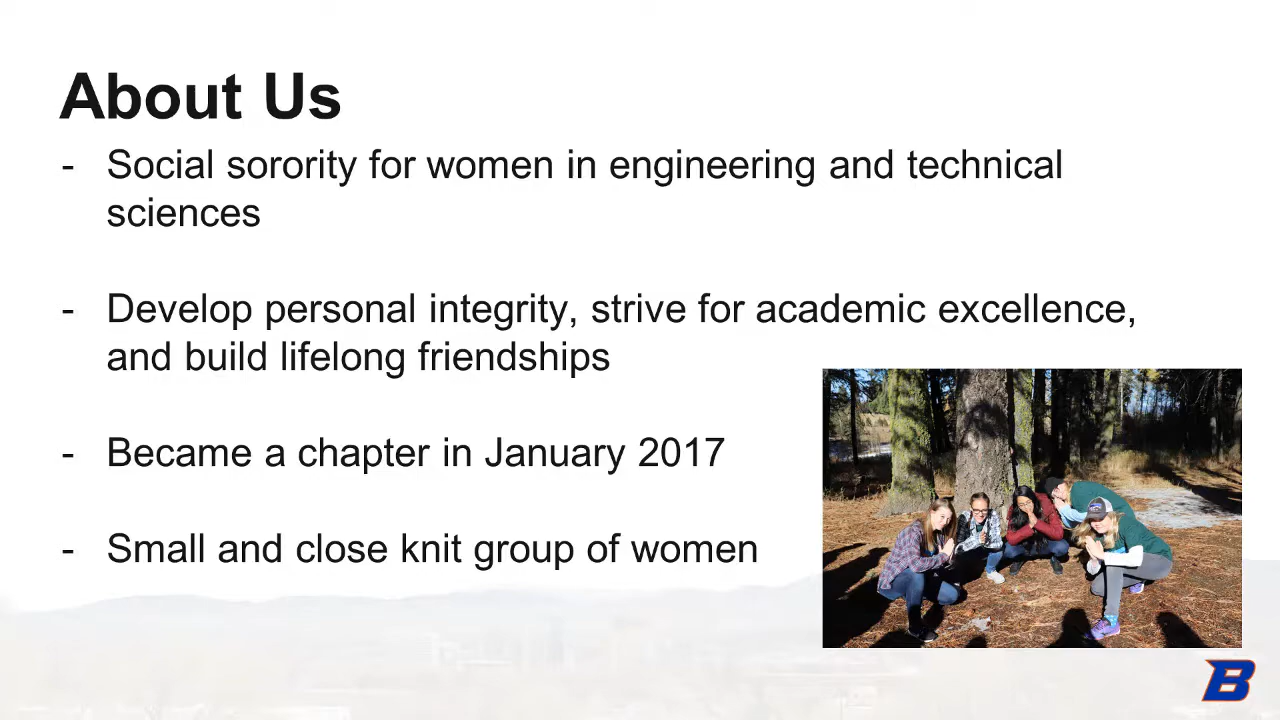 About Us
- Social sorority for women in engineering and technical
sciences
- Develop personal integrity, strive for academic excellence,
and build lifelong friendships
- Became a chapter in January 2017
- Small and close knit group of women
B